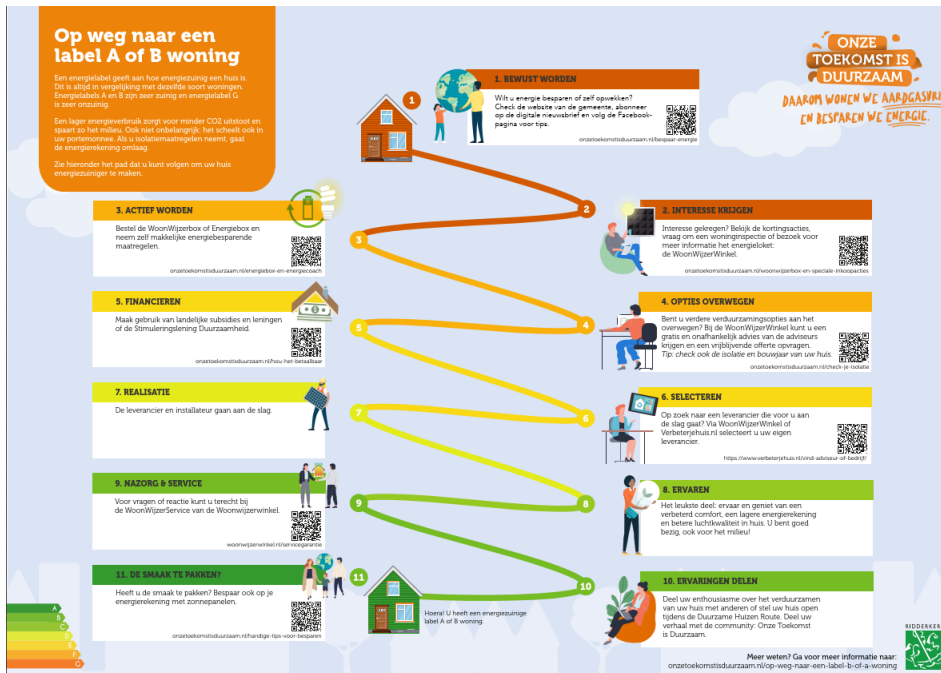 Op weg naar een
label A of B woning
Een energielabel geeft aan hoe energiezuinig een huis is.
Dit is altijd in vergelijking met dezelfde soort woningen.
Energielabels A en B zijn zeer zuinig en energielabel G
is zeer onzuinig.
Een lager energieverbruik zorgt voor minder CO2 uitstoot en
spaart zo het milieu. Ook niet onbelangrijk: het scheelt ook in
uw portemonnee. Als u isolatiemaatregelen neemt, gaat
de energierekening omlaag.
Zie hieronder het pad dat u kunt volgen om uw huis
energiezuiniger te maken.
ONZE
TOEKOMST IS
DUURZAAM
DAAROM WONEN WE AARDGASVRIJ
EN BESPAREN WE ENERGIE.
1
1. BEWUST WORDEN
Wilt u energie besparen of zelf opwekken?
Check de website van de gemeente, abonneer
op de digitale nieuwsbrief en volg de Facebook-
pagina voor tips.
onzetoekomstisduurzaam.nl/bespaar-energie
2
2. INTERESSE KRIJGEN
Interesse gekregen? Bekijk de kortingsacties,
vraag om een woninginspectie of bezoek voor
meer informatie het energieloket:
de WoonWijzerWinkel.
onzetoekomstisduurzaam.nl/woonwijzerbox-en-speciale-inkoopacties
3. ACTIEF WORDEN
Bestel de WoonWijzerbox of Energiebox en
neem zelf makkelijke energiebesparende
maatregelen.
onzetoekomstisduurzaam.nl/energiebox-en-energiecoach
3
4
4. OPTIES OVERWEGEN
Bent u verdere verduurzamingsopties aan het
overwegen? Bij de WoonWijzerWinkel kunt u een
gratis en onafhankelijk advies van de adviseurs
krijgen en een vrijblijvende offerte opvragen.
Tip: check ook de isolatie en bouwjaar van uw huis.
onzetoekomstisduurzaam.nl/check-je-isolatie
5. FINANCIEREN
Maak gebruik van landelijke subsidies en leningen
of de Stimuleringslening Duurzaamheid.
onzetoekomstisduurzaam.nl/hou-het-betaalbaar
5
6
6. SELECTEREN
Op zoek naar een leverancier die voor u aan
de slag gaat? Via WoonWijzerWinkel of
Verbeterjehuis.nl selecteert u uw eigen
leverancier.
https://www.verbeterjehuis.nl/vind-adviseur-of-bedrijf/
7. REALISATIE
De leverancier en installateur gaan aan de slag.
7
8
8. ERVAREN
Het leukste deel: ervaar en geniet van een
verbeterd comfort, een lagere energierekening
en betere luchtkwaliteit in huis. U bent goed
bezig, ook voor het milieu!
9. NAZORG & SERVICE
Voor vragen of reactie kunt u terecht bij
de WoonWijzerService van de Woonwijzerwinkel.
woonwijzerwinkel.nl/servicegarantie
9
10
10. ERVARINGEN DELEN
Deel uw enthousiasme over het verduurzamen
van uw huis met anderen of stel uw huis open
tijdens de Duurzame Huizen Route. Deel uw
verhaal met de community: Onze Toekomst
is Duurzaam.
11. DE SMAAK TE PAKKEN?
Heeft u de smaak te pakken? Bespaar ook op je
energierekening met zonnepanelen.
onzetoekomstisduurzaam.nl/handige-tips-voor-besparen
11
Hoera! U heeft een energiezuinige
label A of B woning.
A
B
C
D
E
F
G
RIDDERKER
Meer weten? Ga voor meer informatie naar:
onzetoekomstisduurzaam.nl/op-weg-naar-een-label-b-of-a-woning